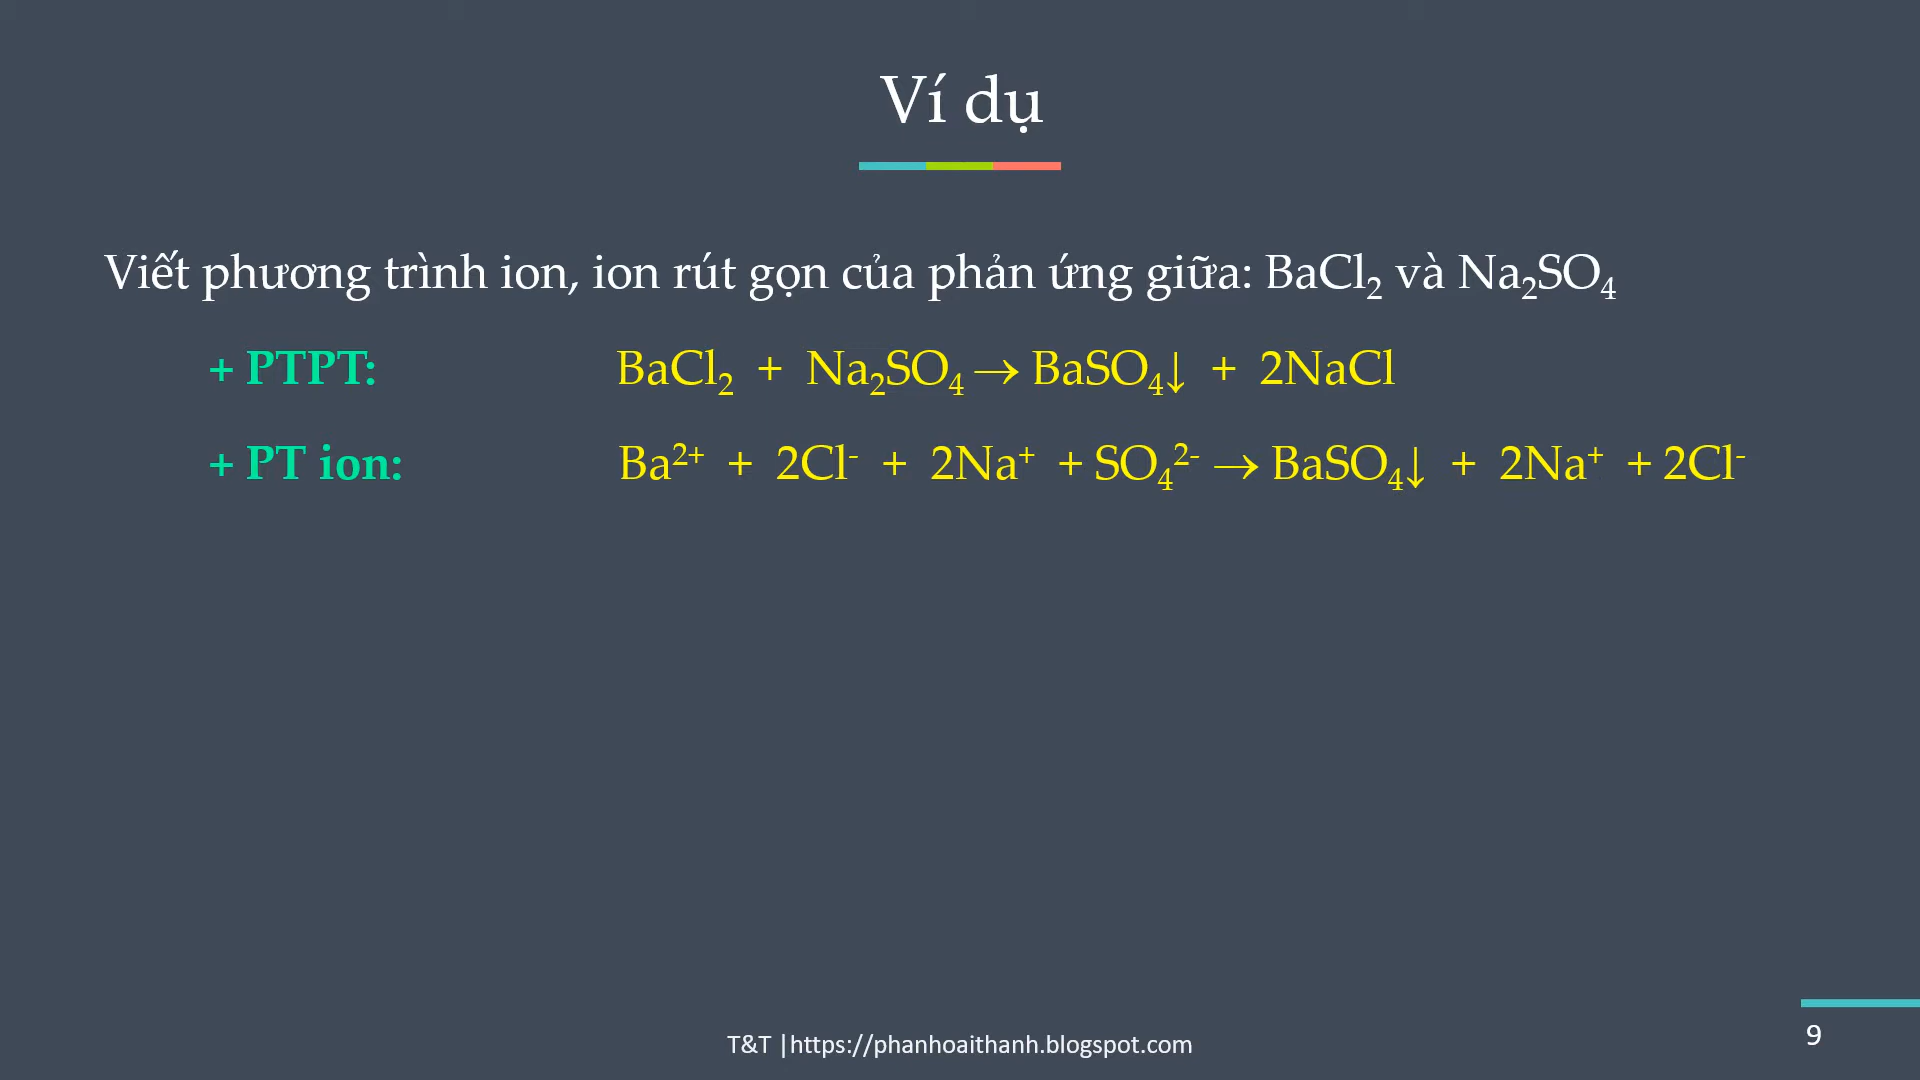 Ví dụ
Viết phương trình ion, ion rút gọn của phản ứng giữa: BaCl₂ và Na₂SO₄
+ PTPT: BaCl₂ + Na₂SO₄ → BaSO₄↓ + 2NaCl
+ PT ion: Ba²⁺ + 2Cl⁻ + 2Na⁺ + SO₄²⁻ → BaSO₄↓ + 2Na⁺ + 2Cl⁻
T&T |https://phanhoaithanh.blogspot.com
9